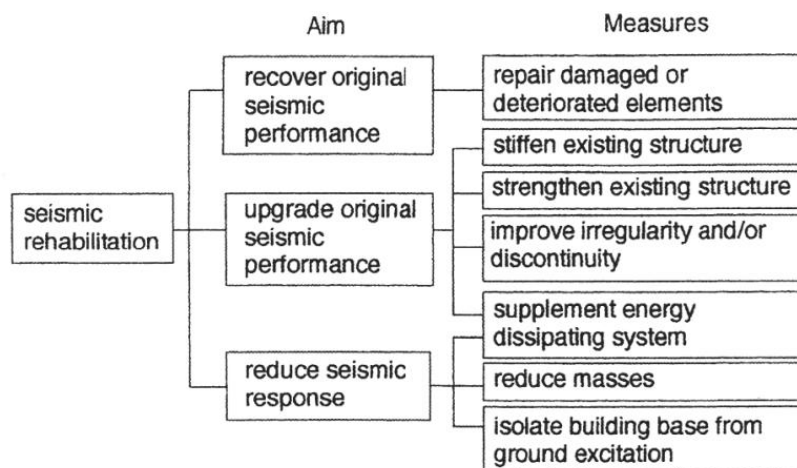 Aim
Measures
recover original
seismic
performance
repair damaged or
deteriorated elements
stiffen existing structure
strengthen existing structure
seismic
rehabilitation
upgrade original
seismic
performance
improve irregularity and/or
discontinuity
supplement energy
dissipating system
reduce seismic
response
reduce masses
isolate building base from
ground excitation